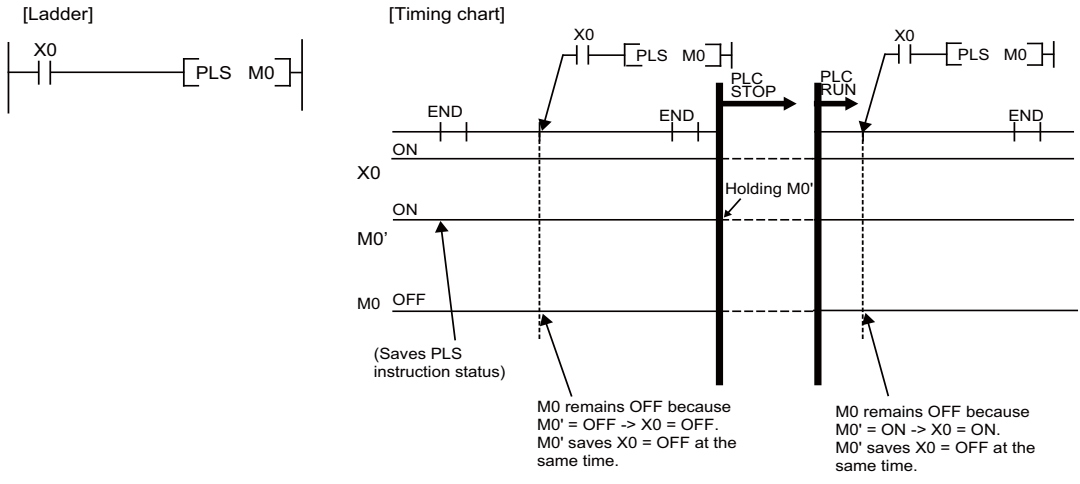 [Ladder]
X0
PLS M0
[Timing chart]
X0
PLS M0
X0
PLS M0
PLC
STOP
PLC
RUN
END
END
END
ON
X0
Holding M0'
ON
M0'
M0 OFF
(Saves PLS
instruction status)
M0 remains OFF because
M0' = OFF -> X0 = OFF.
M0' saves X0 = OFF at the
same time.
M0 remains OFF because
M0' = ON -> X0 = ON.
M0' saves X0 = OFF at the
same time.